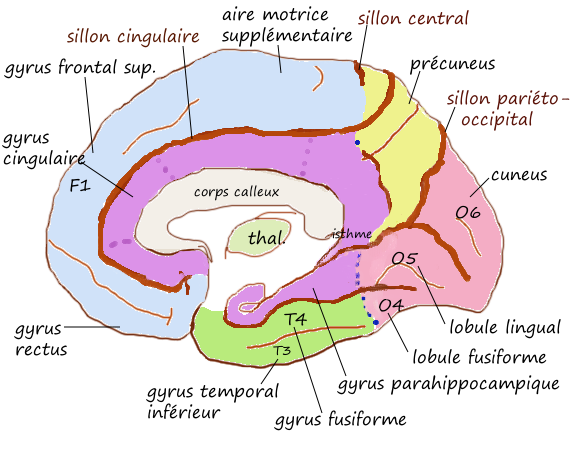 aire motrice
supplémentaire
sillon central
sillon cingulaire
précuneus
gyrus frontal sup.
sillon pariéto-
occipital
gyrus
cingulaire
cuneus
F1
corps calleux
O6
thal.
isthme
O5
O4
T4
T3
lobule lingual
gyrus
rectus
lobule fusiforme
gyrus parahippocampique
gyrus temporal
inférieur
gyrus fusiforme